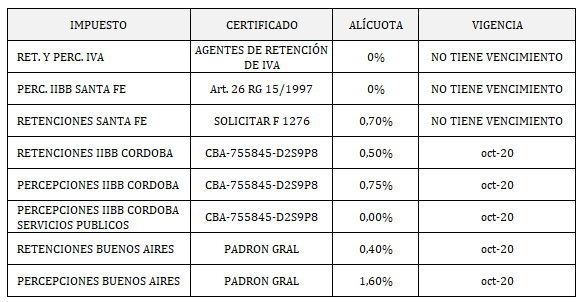 IMPUESTO CERTIFICADO ALÍCUOTA VIGENCIA
RET. Y PERC. IVA AGENTES DE RETENCIÓN DE IVA 0% NO TIENE VENCIMIENTO
PERC. IIBB SANTA FE Art. 26 RG 15/1997 0% NO TIENE VENCIMIENTO
RETENCIONES SANTA FE SOLICITAR F 1276 0,70% NO TIENE VENCIMIENTO
RETENCIONES IIBB CORDOBA CBA-755845-D2S9P8 0,50% oct-20
PERCEPCIONES IIBB CORDOBA CBA-755845-D2S9P8 0,75% oct-20
PERCEPCIONES IIBB CORDOBA SERVICIOS PUBLICOS CBA-755845-D2S9P8 0,00% oct-20
RETENCIONES BUENOS AIRES PADRON GRAL 0,40% oct-20
PERCEPCIONES BUENOS AIRES PADRON GRAL 1,60% oct-20